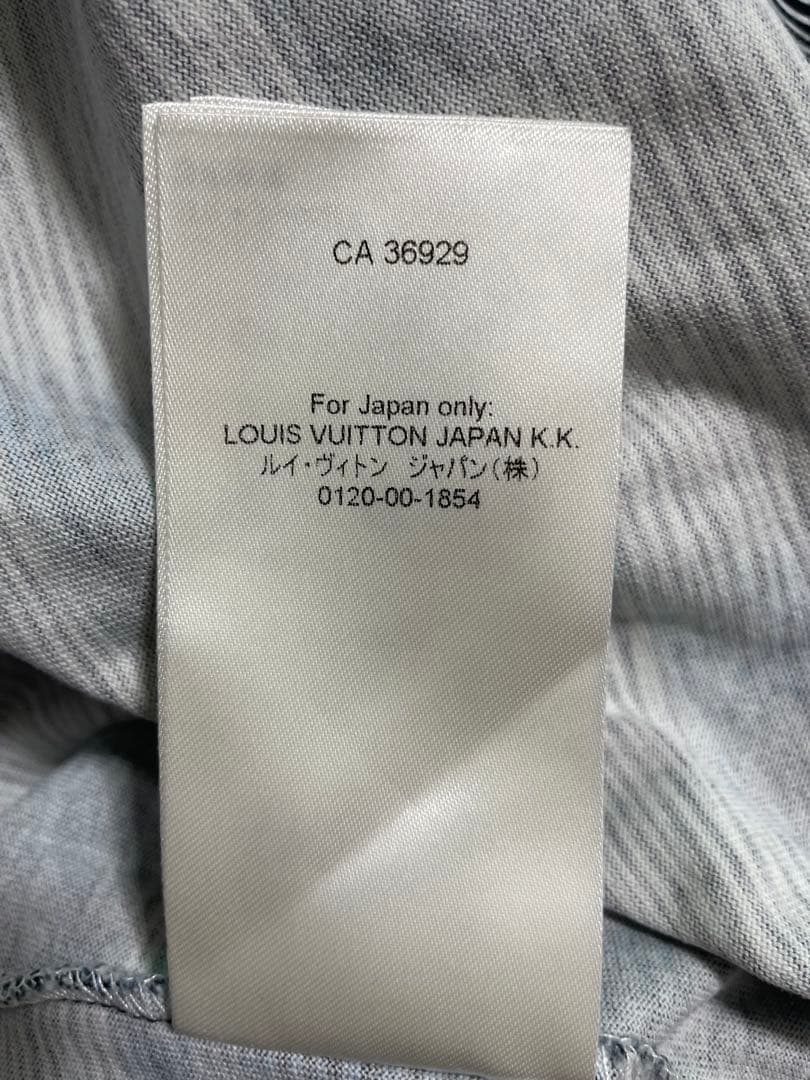 CA 36929
For Japan only:
LOUIS VUITTON JAPAN K.K.
ルイ・ヴィトン ジャパン(株)
0120-00-1854